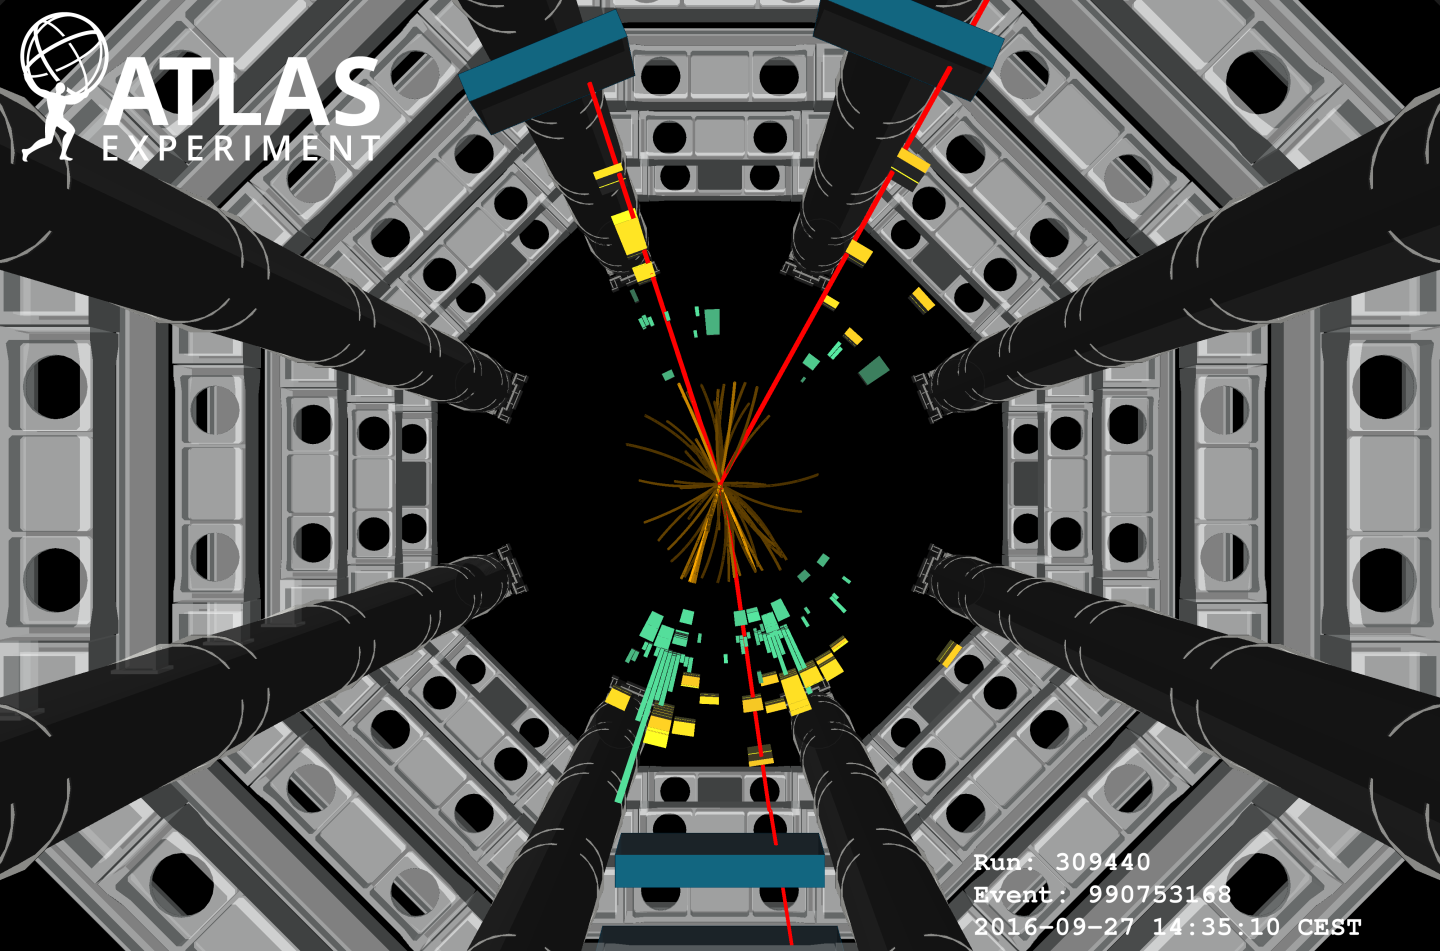 ATLAS
EXPERIMENT
Run: 309440
Event: 990753168
2016-09-27 14:35:10 CEST